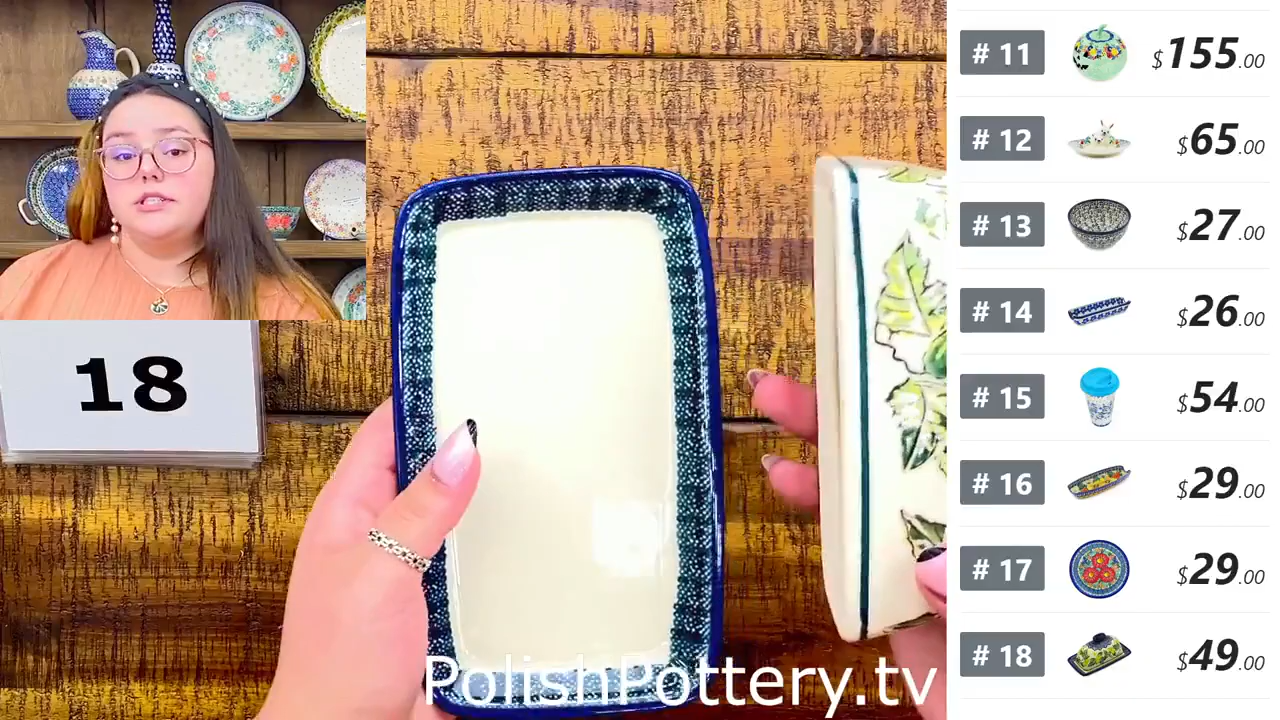 18
PolishPottery.tv
# 11 $155.00
# 12 $65.00
# 13 $27.00
# 14 $26.00
# 15 $54.00
# 16 $29.00
# 17 $29.00
# 18 $49.00